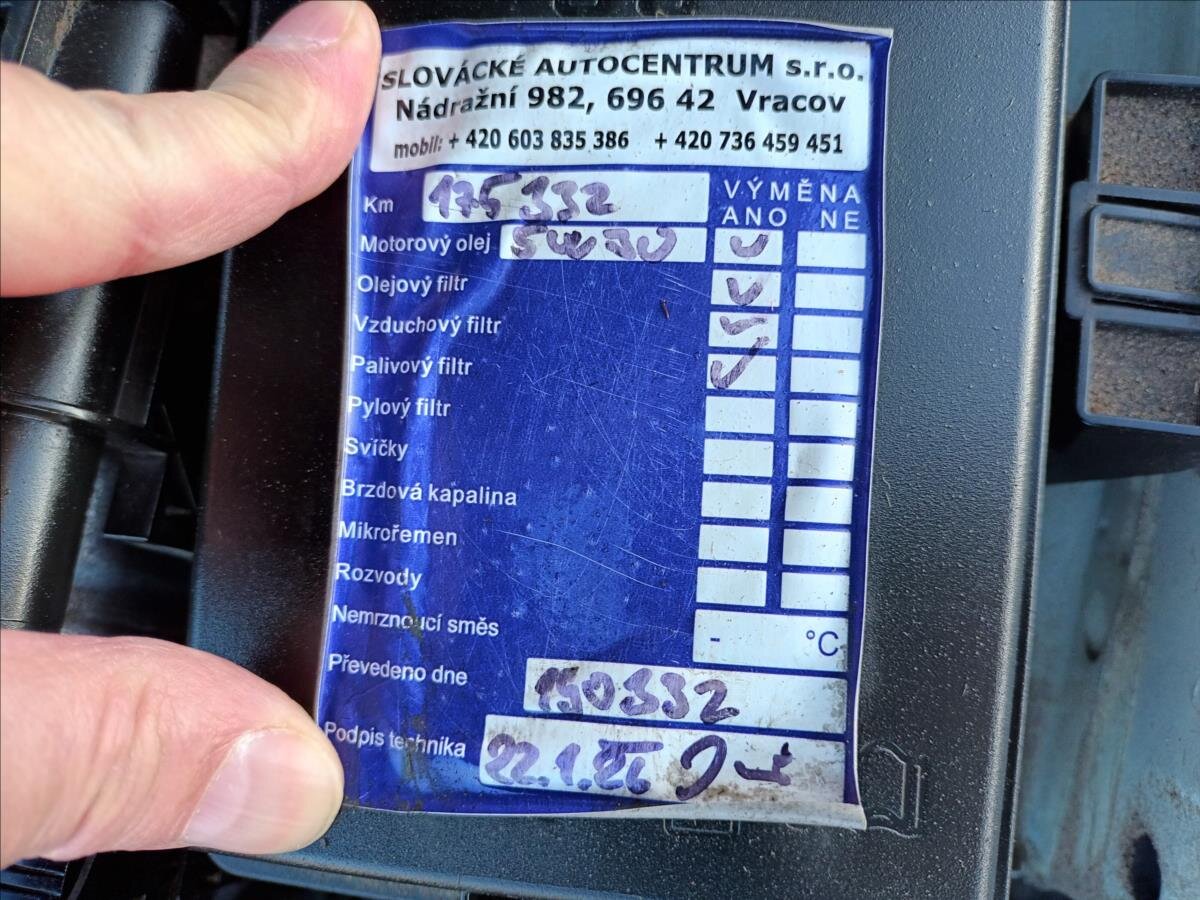 SLOVÁCKÉ AUTOCENTRUM s.r.o.
Nádražní 982, 696 42 Vracov
mobil: + 420 603 835 386 + 420 736 459 451
Km 175 332 VÝMĚNA
ANO NE
Motorový olej 5W30
Olejový filtr
Vzduchový filtr
Palivový filtr
Pylový filtr
Svíčky
Brzdová kapalina
Mikrořemen
Rozvody
Nemrznoucí směs - °C
Převedeno dne 190332
Podpis technika 22.1.